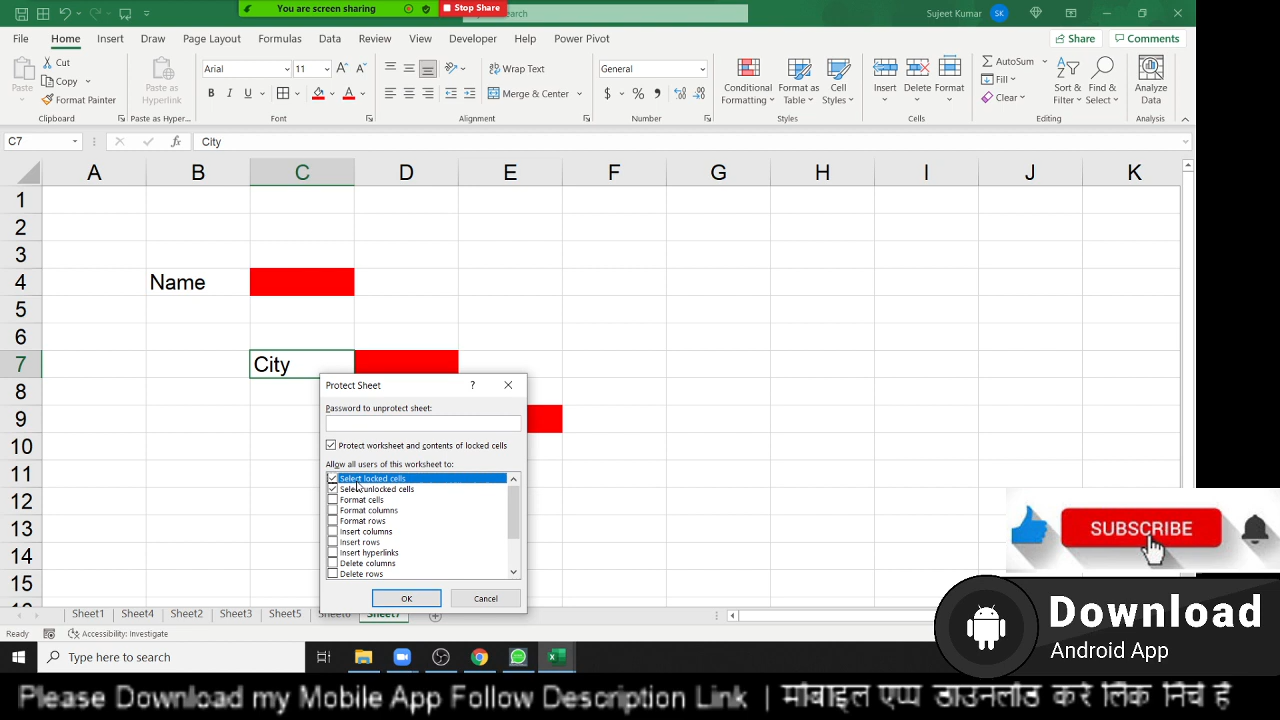 You are screen sharing
Stop Share
Search
Sujeet Kumar
SK
File Home Insert Draw Page Layout Formulas Data Review View Developer Help Power Pivot
Share Comments
Paste
Cut
Copy
Format Painter
Clipboard
Paste as Hyperlink
Paste as Hyper...
Arial 11
B I U
Font
Wrap Text
Merge & Center
Alignment
General
$ % ,
Number
Conditional Formatting
Format as Table
Cell Styles
Styles
Insert Delete Format
Cells
AutoSum
Fill
Clear
Sort & Filter
Find & Select
Editing
Analyze Data
Analysis
C7
fx
City
A B C D E F G H I J K
1
2
3
4 Name
5
6
7 City
8
9
10
11
12
13
14
15
Protect Sheet
?
Password to unprotect sheet:
Protect worksheet and contents of locked cells
Allow all users of this worksheet to:
Select locked cells
Select unlocked cells
Format cells
Format columns
Format rows
Insert columns
Insert rows
Insert hyperlinks
Delete columns
Delete rows
OK Cancel
SUBSCRIBE
Download
Android App
Sheet1 Sheet4 Sheet2 Sheet3 Sheet5 Sheet6 Sheet7
Ready
Accessibility: Investigate
Type here to search
Please Download my Mobile App Follow Description Link | मोबाइल एप्प डाउनलोड करे लिंक निचे है